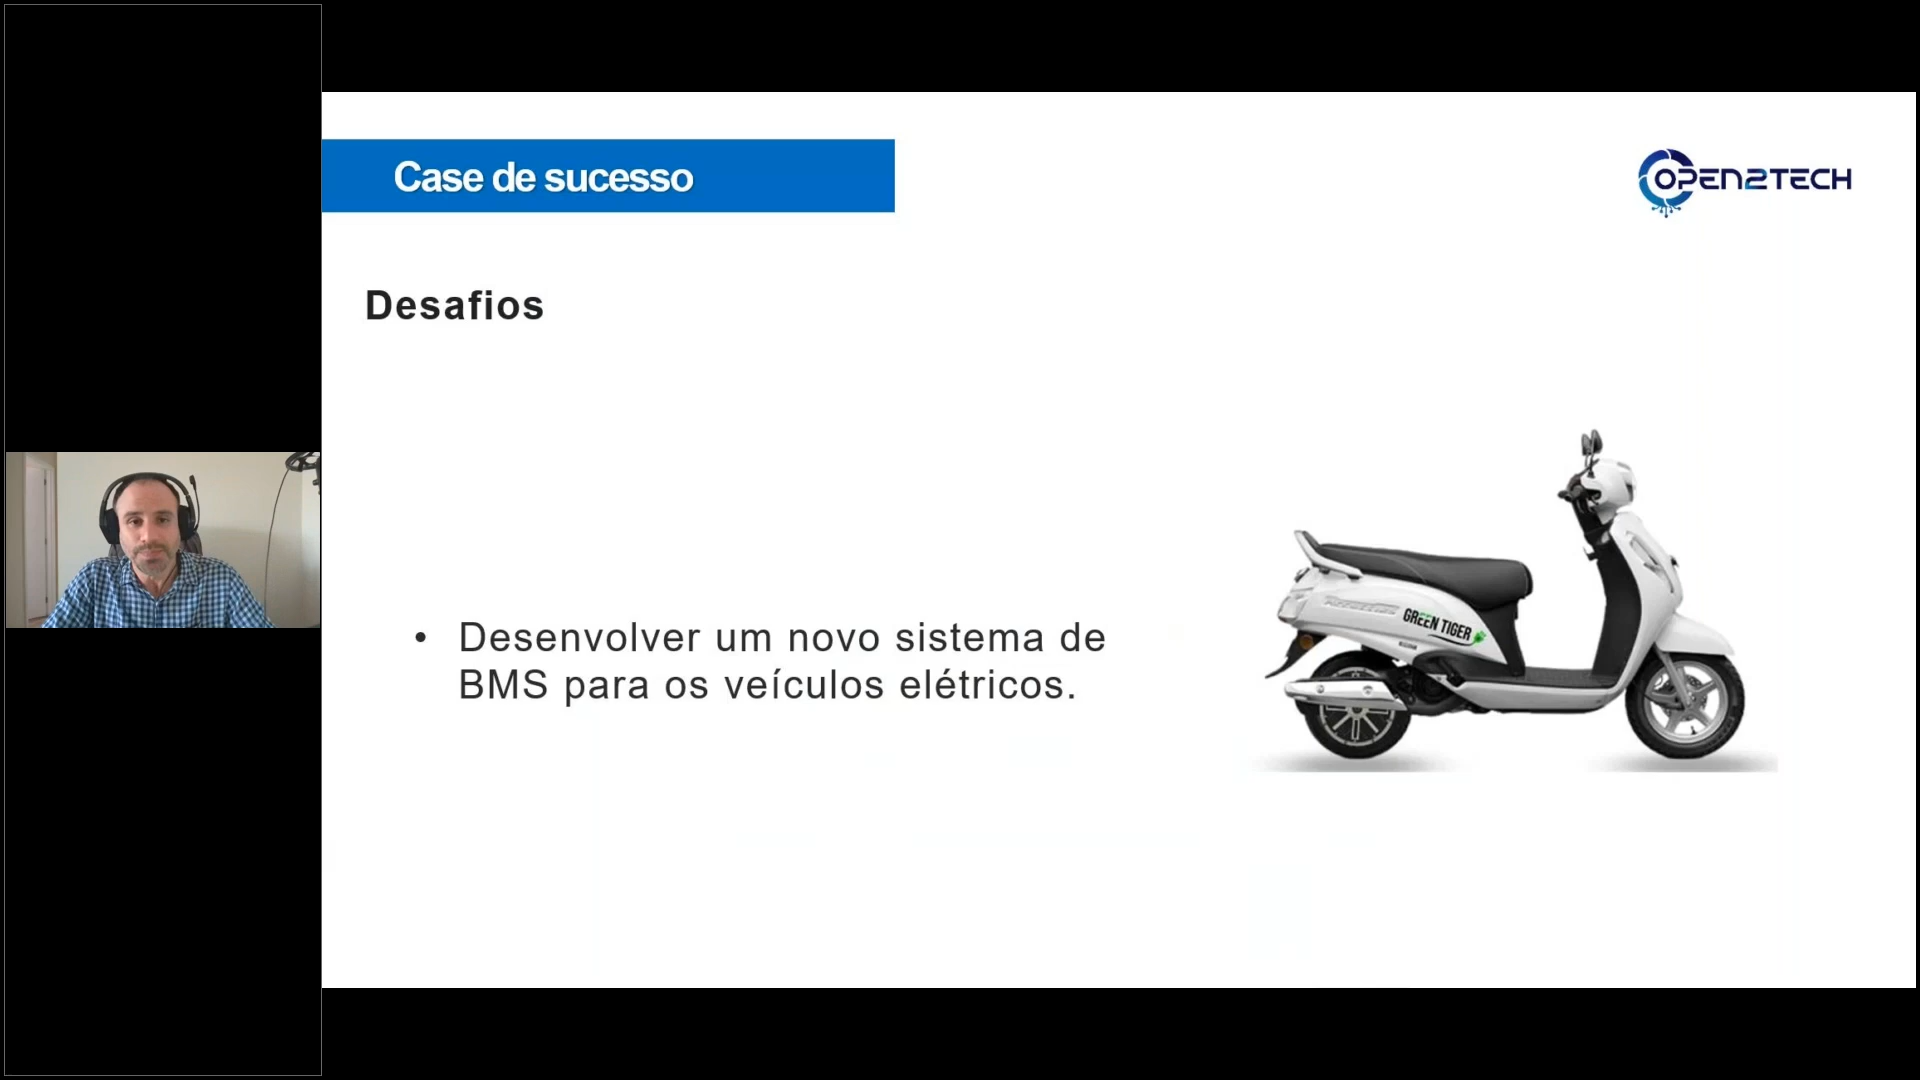 Case de sucesso
OPEN2TECH
Desafios
• Desenvolver um novo sistema de
BMS para os veículos elétricos.
GREEN TIGER